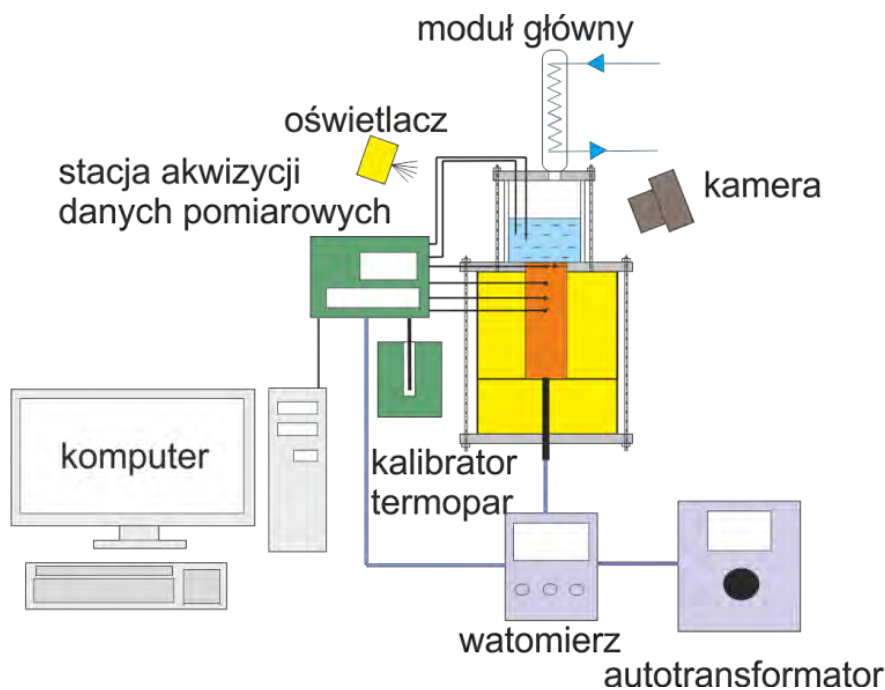 moduł główny
oświetlacz
stacja akwizycji
danych pomiarowych
kamera
komputer
kalibrator
termopar
watomierz
autotransformator